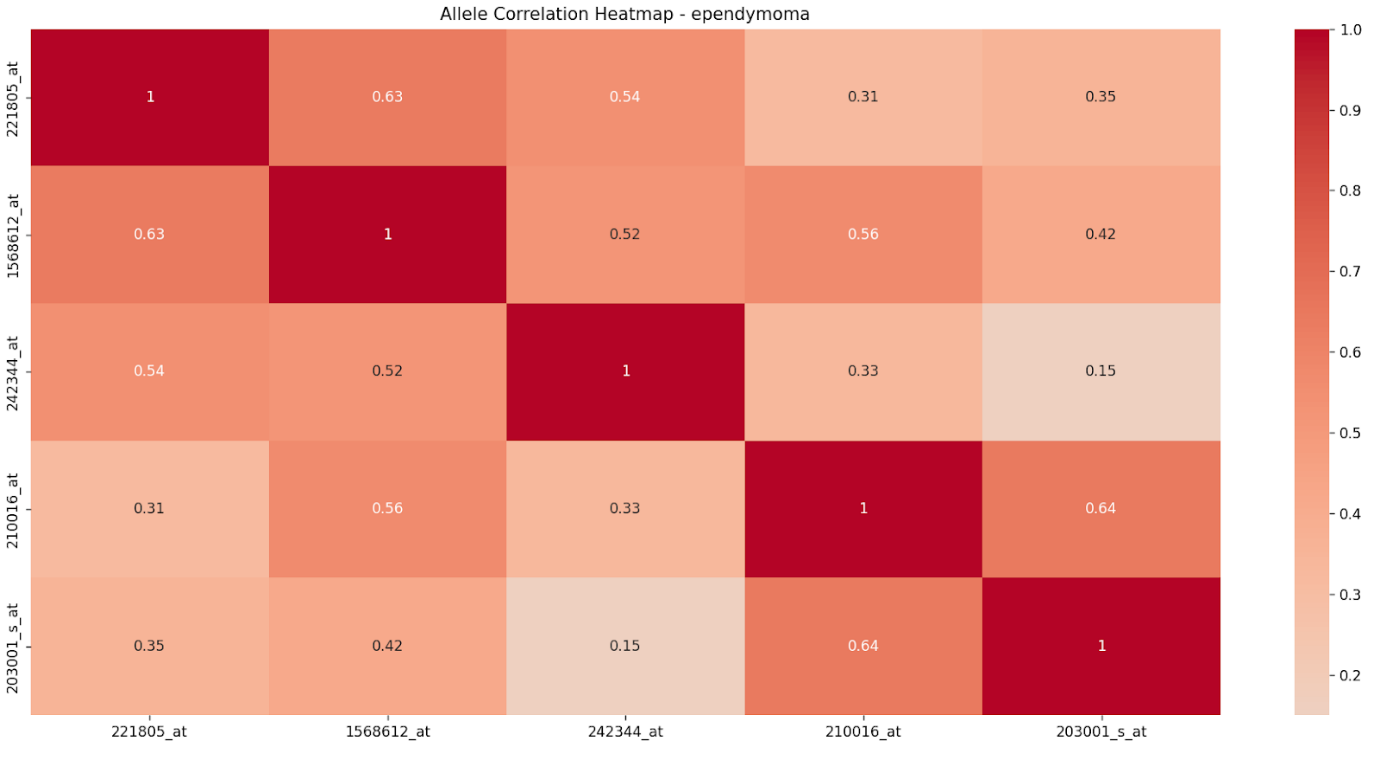 Allele Correlation Heatmap - ependymoma
221805_at 1 0.63 0.54 0.31 0.35
1568612_at 0.63 1 0.52 0.56 0.42
242344_at 0.54 0.52 1 0.33 0.15
210016_at 0.31 0.56 0.33 1 0.64
203001_s_at 0.35 0.42 0.15 0.64 1
221805_at 1568612_at 242344_at 210016_at 203001_s_at
1.0
0.9
0.8
0.7
0.6
0.5
0.4
0.3
0.2